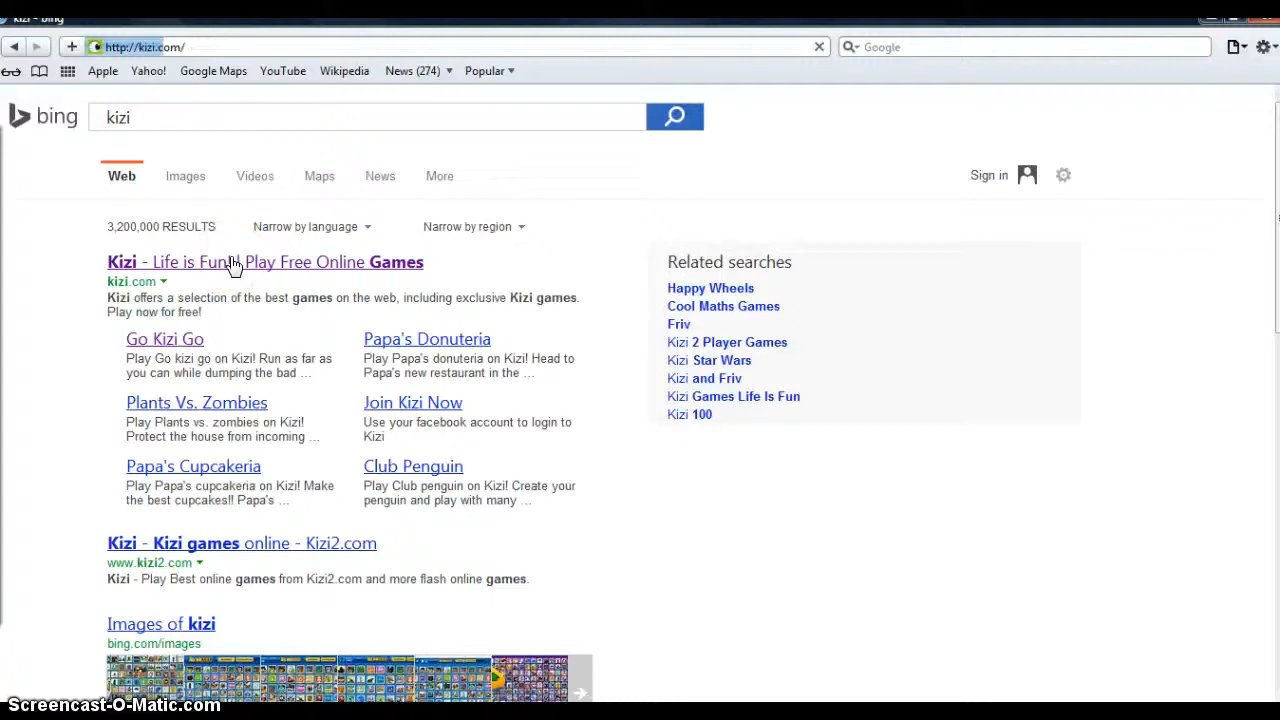 kizi - Bing
http://kizi.com/
Google
Apple Yahoo! Google Maps YouTube Wikipedia News (274) Popular
bing kizi
Web Images Videos Maps News More
Sign in
3,200,000 RESULTS Narrow by language Narrow by region
Kizi - Life is Fun! Play Free Online Games
kizi.com
Kizi offers a selection of the best games on the web, including exclusive Kizi games.
Play now for free!
Go Kizi Go
Play Go kizi go on Kizi! Run as far as
you can while dumping the bad ...
Papa's Donuteria
Play Papa's donuteria on Kizi! Head to
Papa's new restaurant in the ...
Plants Vs. Zombies
Play Plants vs. zombies on Kizi!
Protect the house from incoming ...
Join Kizi Now
Use your facebook account to login to
Kizi
Papa's Cupcakeria
Play Papa's cupcakeria on Kizi! Make
the best cupcakes!! Papa's ...
Club Penguin
Play Club penguin on Kizi! Create your
penguin and play with many ...
Kizi - Kizi games online - Kizi2.com
www.kizi2.com
Kizi - Play Best online games from Kizi2.com and more flash online games.
Images of kizi
bing.com/images
Related searches
Happy Wheels
Cool Maths Games
Friv
Kizi 2 Player Games
Kizi Star Wars
Kizi and Friv
Kizi Games Life Is Fun
Kizi 100
Screencast-O-Matic.com